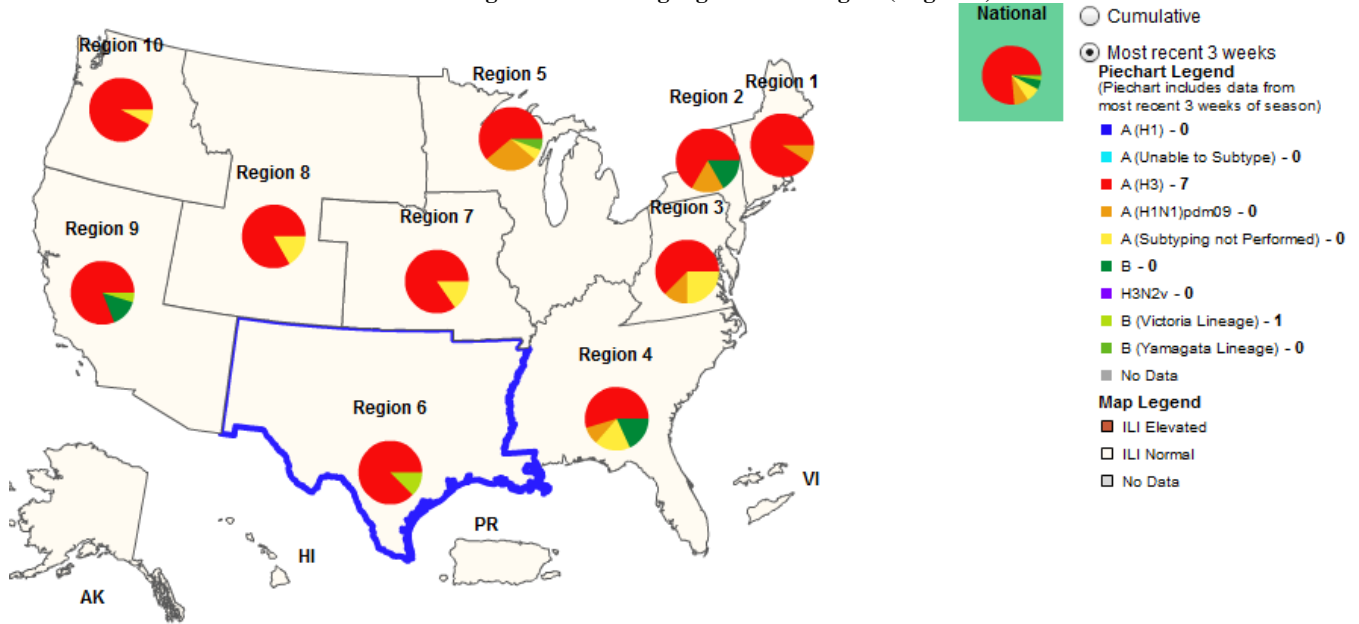 National
Cumulative
Most recent 3 weeks
Piechart Legend
(Piechart includes data from
most recent 3 weeks of season)
A (H1) - 0
A (Unable to Subtype) - 0
A (H3) - 7
A (H1N1)pdm09 - 0
A (Subtyping not Performed) - 0
B - 0
H3N2v - 0
B (Victoria Lineage) - 1
B (Yamagata Lineage) - 0
No Data
Map Legend
ILI Elevated
ILI Normal
No Data
Region 10
Region 5
Region 1
Region 2
Region 8
Region 3
Region 7
Region 9
Region 4
Region 6
VI
PR
HI
AK